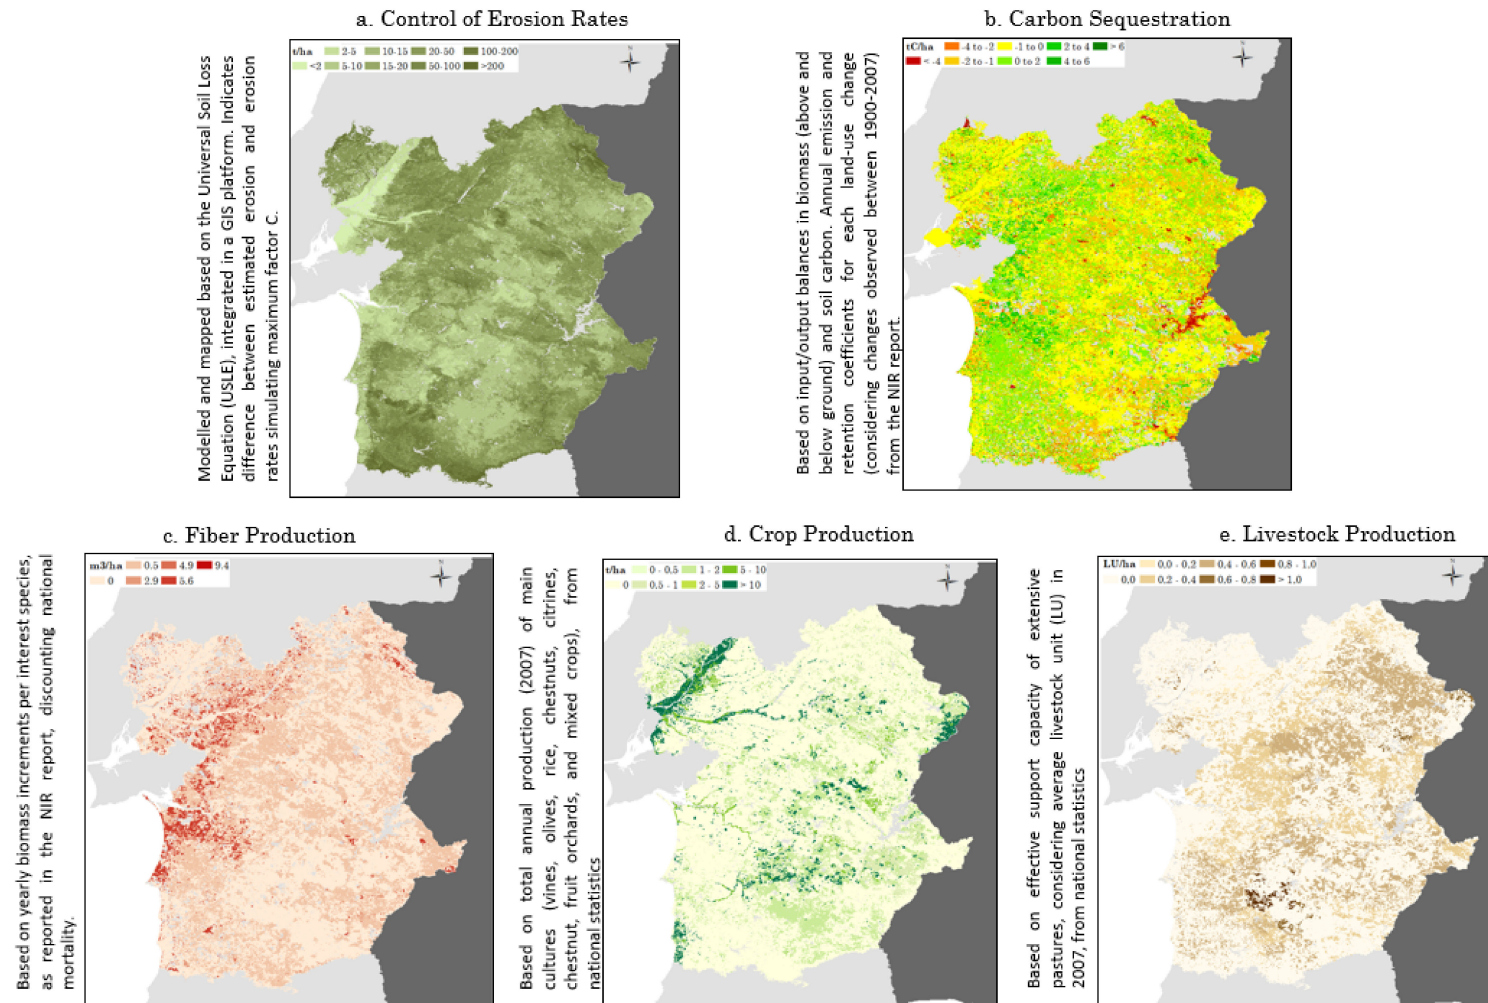 a. Control of Erosion Rates
Modelled and mapped based on the Universal Soil Loss
Equation (USLE), integrated in a GIS platform. Indicates
difference between estimated erosion and erosion
rates simulating maximum factor C.
t/ha 2-5 10-15 20-50 100-200
<2 5-10 15-20 50-100 >200
N
b. Carbon Sequestration
Based on input/output balances in biomass (above and
below ground) and soil carbon. Annual emission and
retention coefficients for each land-use change
(considering changes observed between 1900-2007)
from the NIR report.
tC/ha -4 to -2 -1 to 0 2 to 4 > 6
< -4 -2 to -1 0 to 2 4 to 6
N
c. Fiber Production
Based on yearly biomass increments per interest species,
as reported in the NIR report, discounting national
mortality.
m3/ha 0.5 4.9 9.4
0 2.9 5.6
N
d. Crop Production
Based on total annual production (2007) of main
cultures (vines, olives, rice, chestnuts, citrines,
chestnut, fruit orchards, and mixed crops), from
national statistics
t/ha 0 - 0.5 1 - 2 5 - 10
0 0.5 - 1 2 - 5 > 10
N
e. Livestock Production
Based on effective support capacity of extensive
pastures, considering average livestock unit (LU) in
2007, from national statistics
LU/ha 0.0 - 0.2 0.4 - 0.6 0.8 - 1.0
0,0 0.2 - 0.4 0.6 - 0.8 > 1.0
N